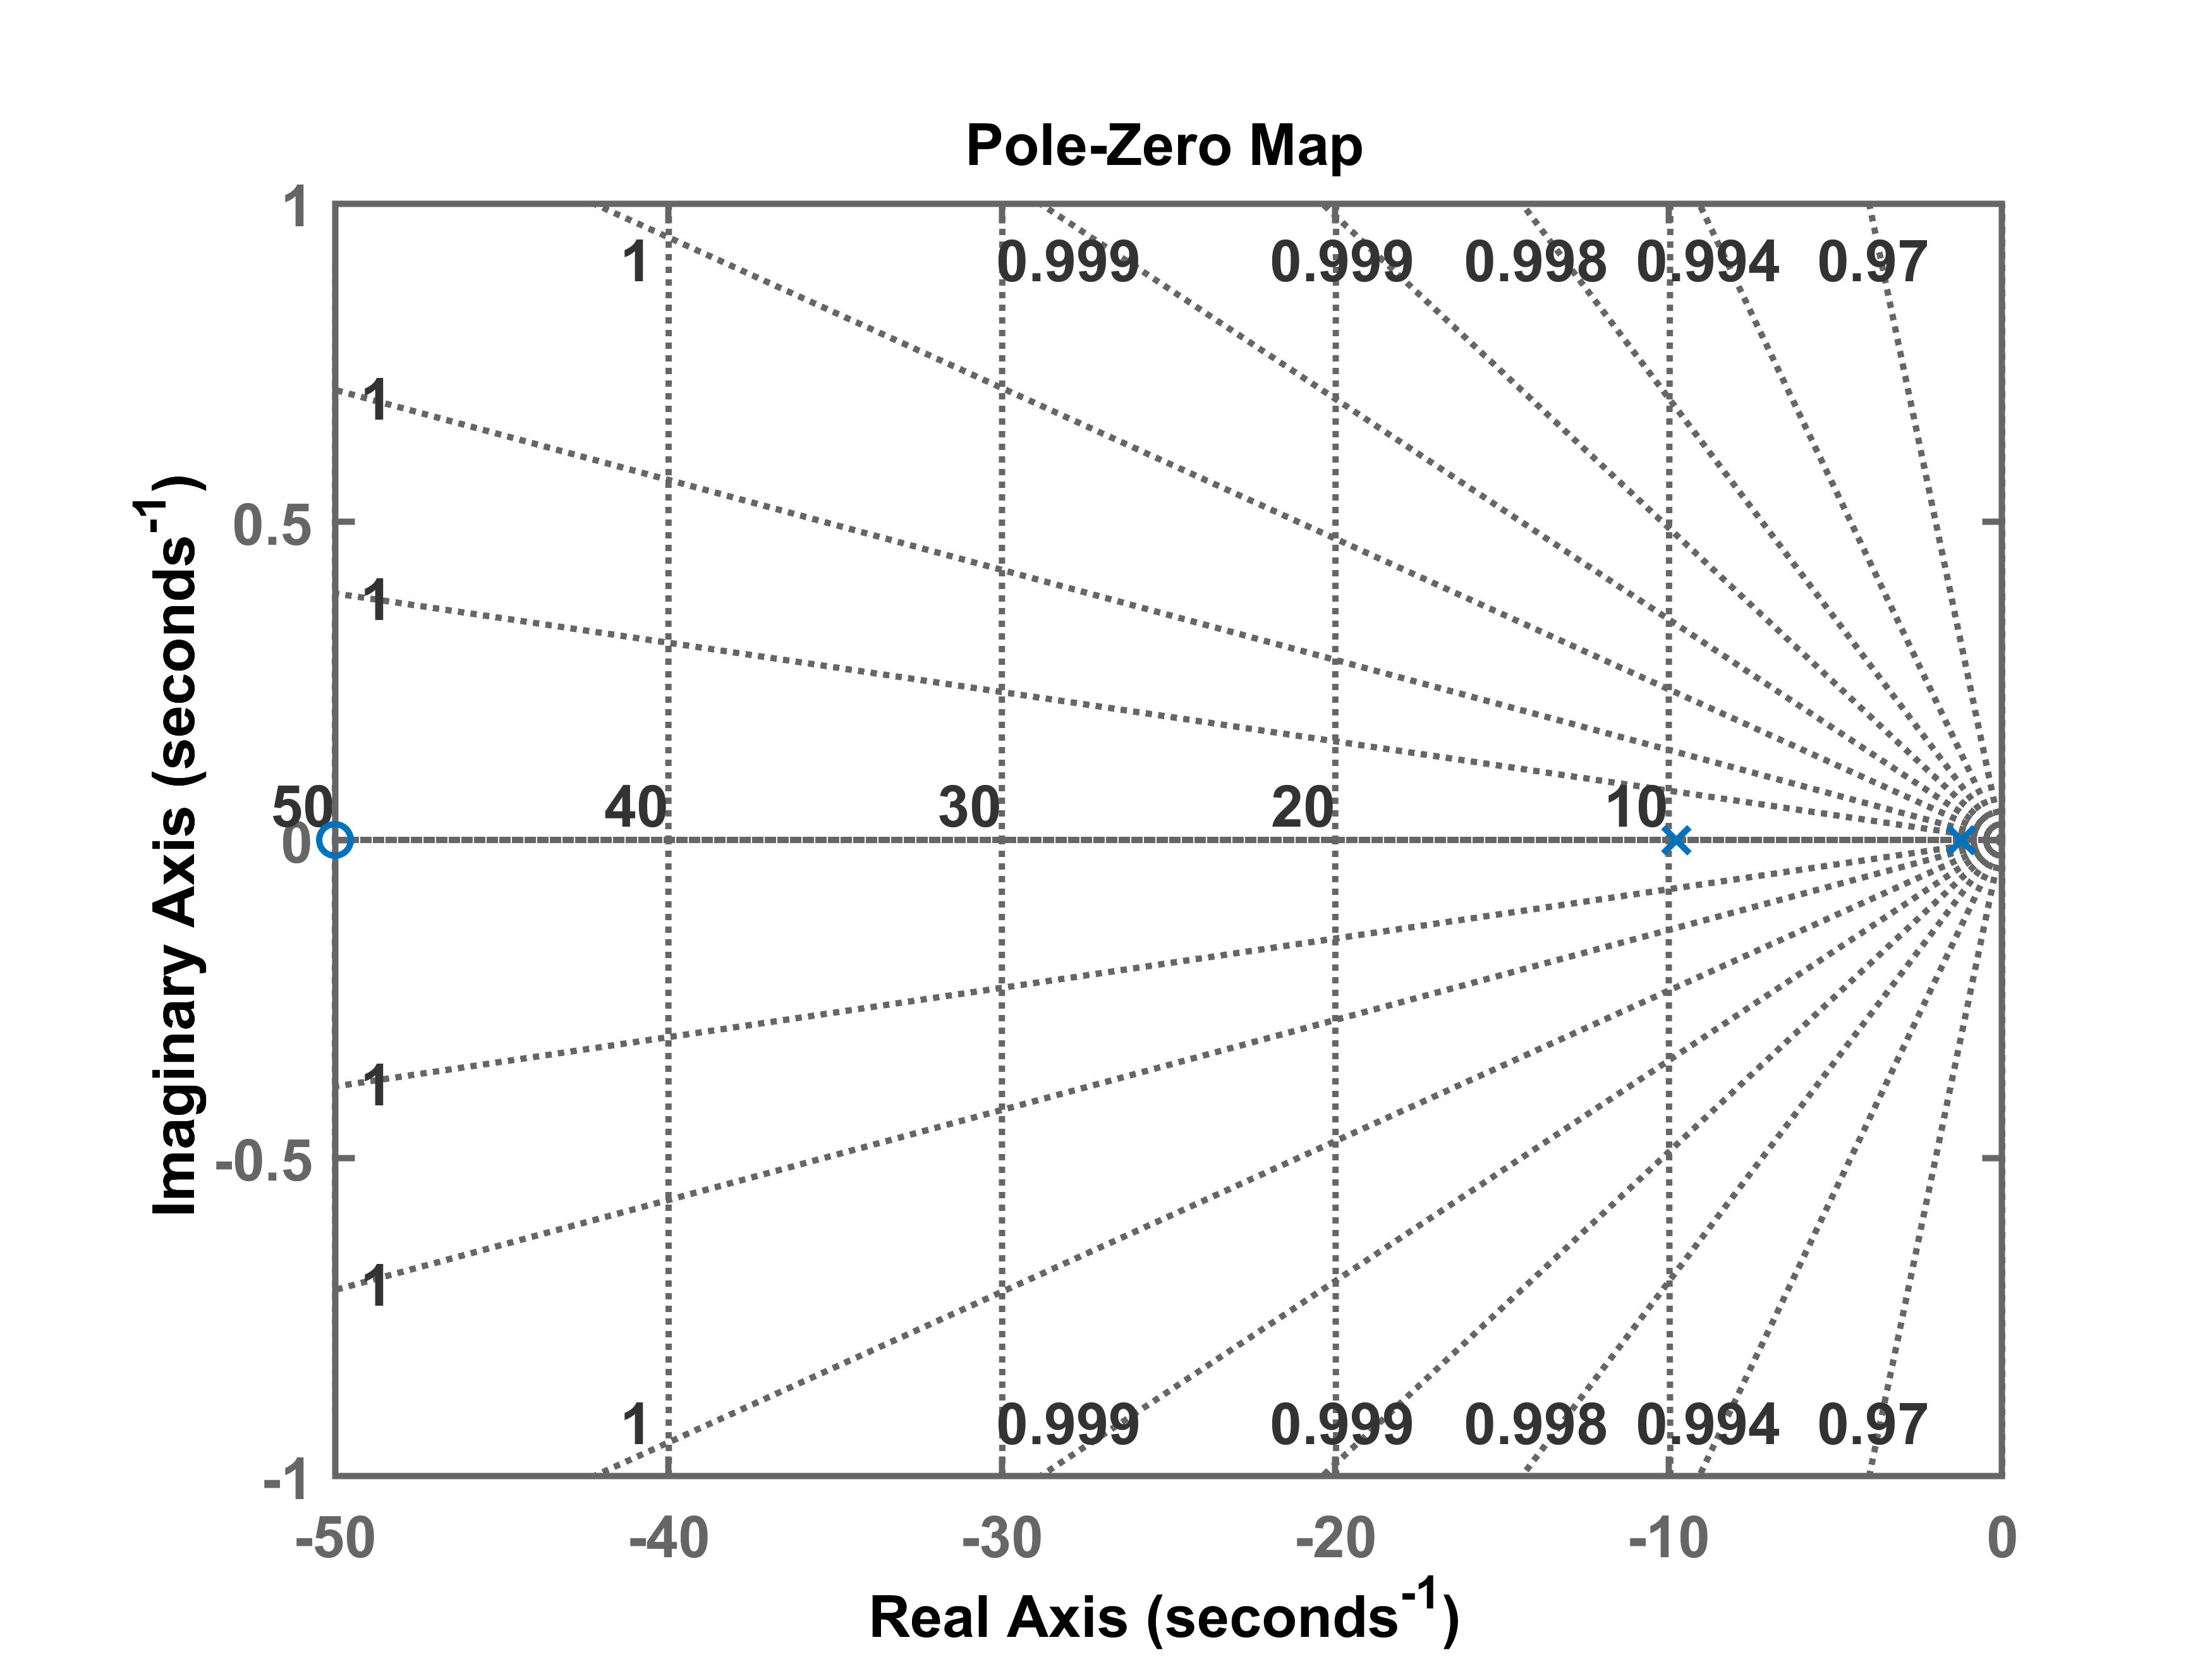 Pole-Zero Map
1
1 0.999 0.999 0.998 0.994 0.97
1
0.5
1
50 40 30 20 10
0
1
-0.5
1
1 0.999 0.999 0.998 0.994 0.97
-1
-50 -40 -30 -20 -10 0
Real Axis (seconds-1)
Imaginary Axis (seconds-1)